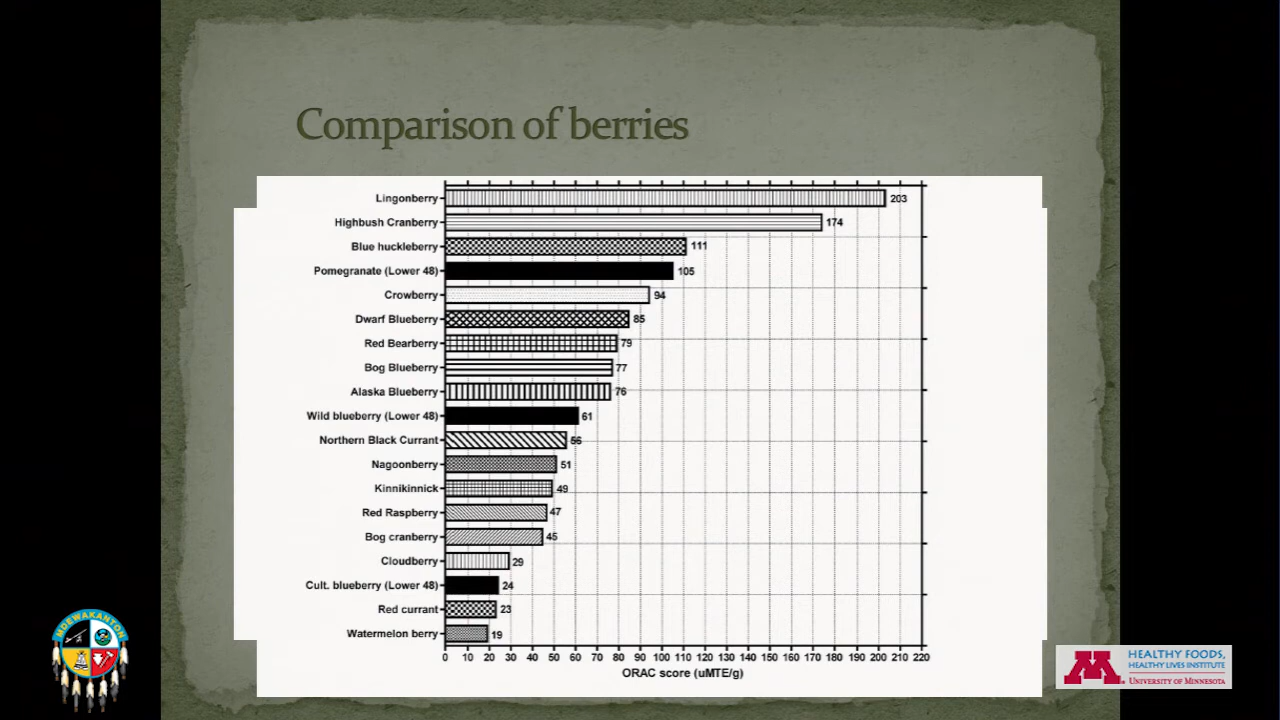 Comparison of berries
Lingonberry 203
Highbush Cranberry 174
Blue huckleberry 111
Pomegranate (Lower 48) 105
Crowberry 94
Dwarf Blueberry 85
Red Bearberry 79
Bog Blueberry 77
Alaska Blueberry 76
Wild blueberry (Lower 48) 61
Northern Black Currant 56
Nagoonberry 51
Kinnikinnick 49
Red Raspberry 47
Bog cranberry 45
Cloudberry 29
Cult. blueberry (Lower 48) 24
Red currant 23
Watermelon berry 19
0 10 20 30 40 50 60 70 80 90 100 110 120 130 140 150 160 170 180 190 200 210 220
ORAC score (uMTE/g)
MDEWAKANTON
M
HEALTHY FOODS,
HEALTHY LIVES INSTITUTE
UNIVERSITY OF MINNESOTA